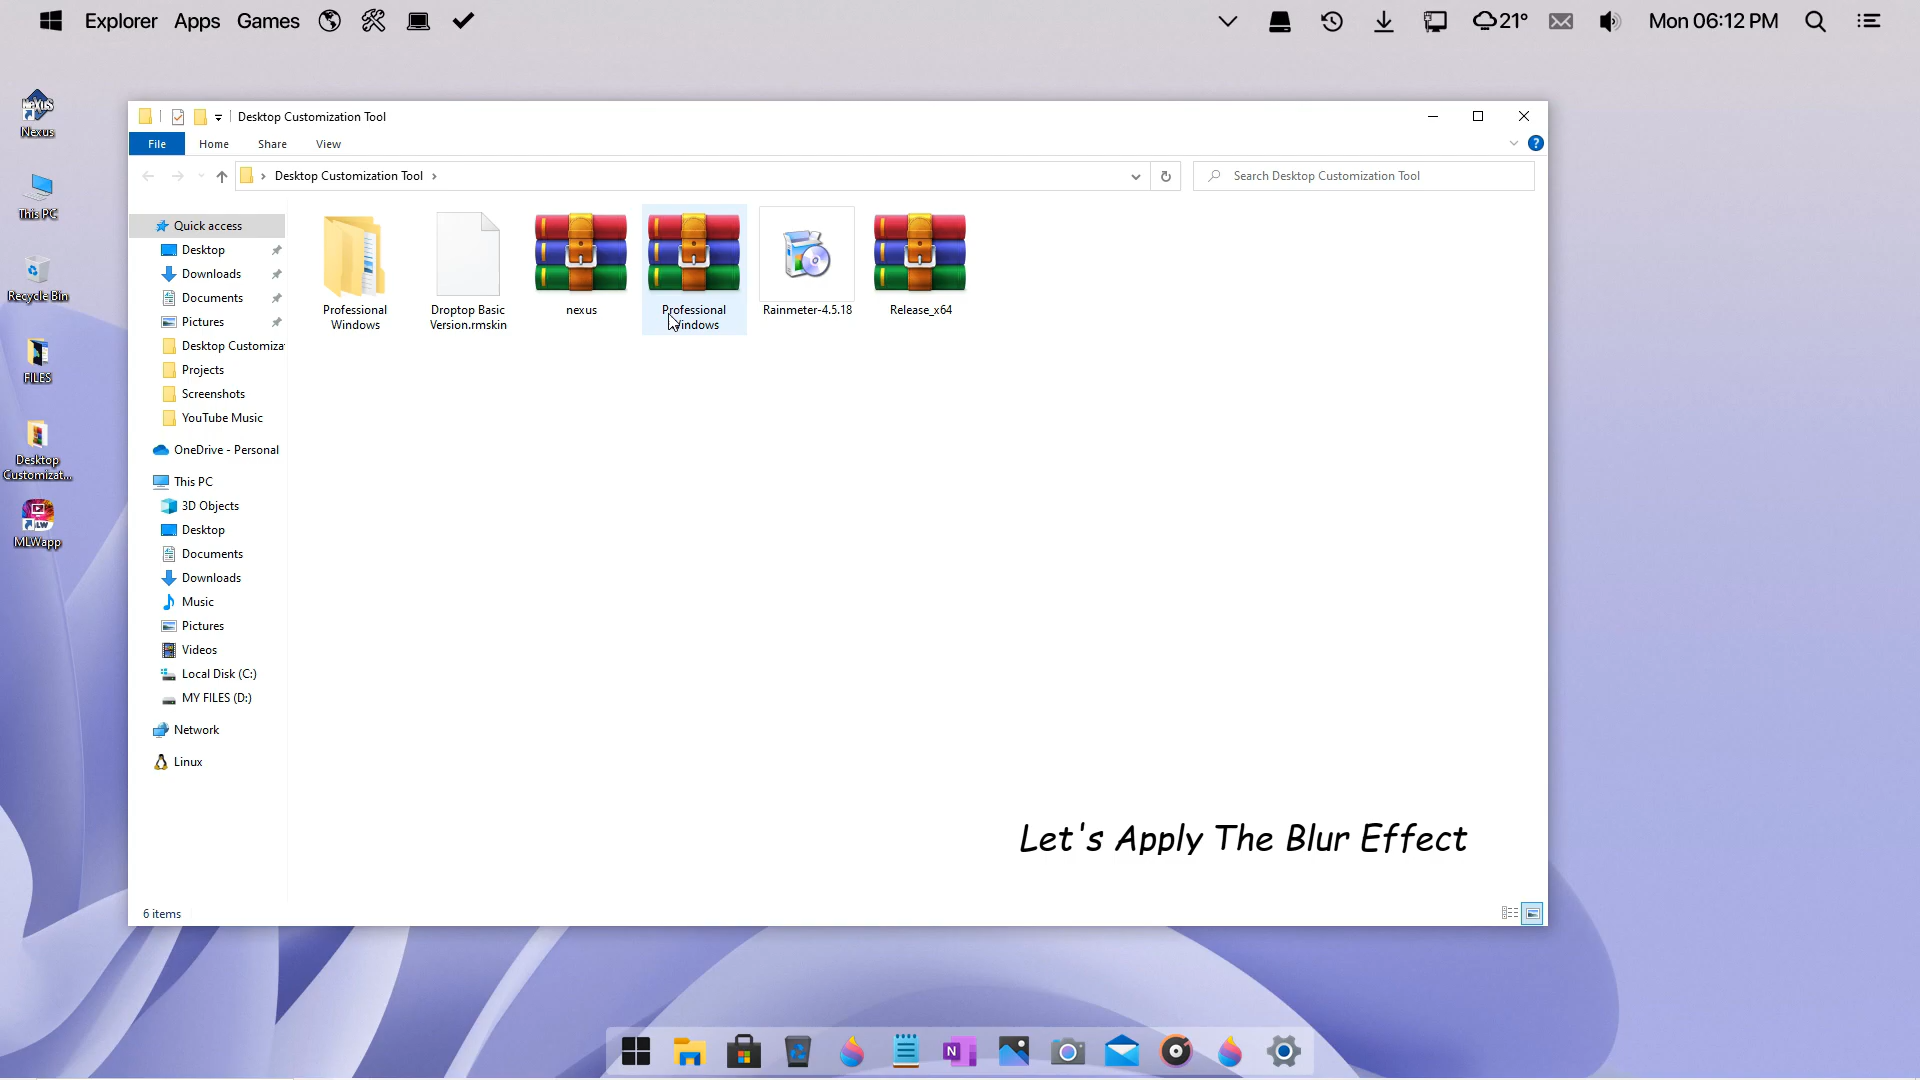 Explorer Apps Games
21° Mon 06:12 PM
Nexus
This PC
Recycle Bin
FILES
Desktop
Customizat...
MLWapp
Desktop Customization Tool
File Home Share View
Desktop Customization Tool
Search Desktop Customization Tool
Quick access
Desktop
Downloads
Documents
Pictures
Desktop Customiza
Projects
Screenshots
YouTube Music
OneDrive - Personal
This PC
3D Objects
Desktop
Documents
Downloads
Music
Pictures
Videos
Local Disk (C:)
MY FILES (D:)
Network
Linux
Professional
Windows
Droptop Basic
Version.rmskin
nexus
Professional
Windows
Rainmeter-4.5.18
Release_x64
Let's Apply The Blur Effect
6 items